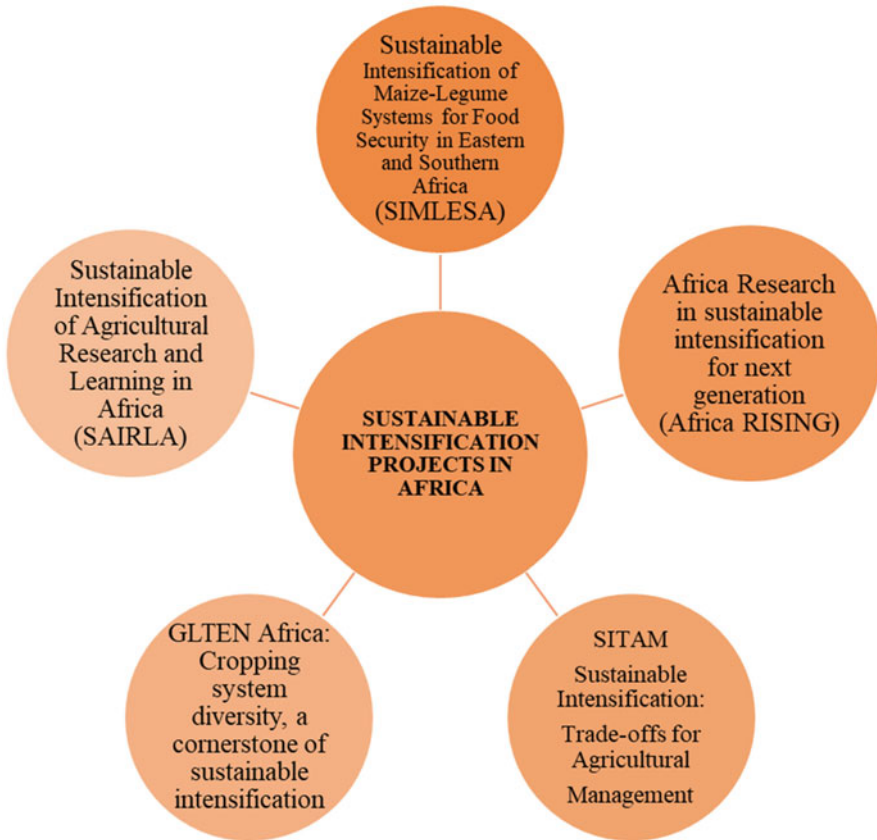 Sustainable
Intensification of
Maize-Legume
Systems for Food
Security in Eastern
and Southern
Africa
(SIMLESA)
Africa Research
in sustainable
intensification
for next
generation
(Africa RISING)
SITAM
Sustainable
Intensification:
Trade-offs for
Agricultural
Management
GLTEN Africa:
Cropping
system
diversity, a
cornerstone of
sustainable
intensification
Sustainable
Intensification
of Agricultural
Research and
Learning in
Africa
(SAIRLA)
SUSTAINABLE
INTENSIFICATION
PROJECTS IN
AFRICA